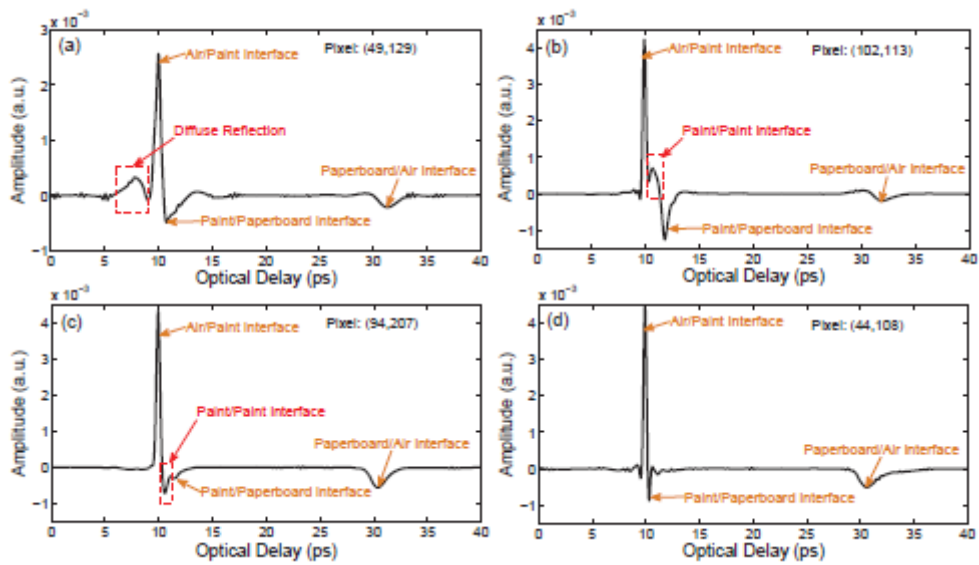 x 10⁻³
(a)
Pixel: (49,129)
Air/Paint Interface
Diffuse Reflection
Paperboard/Air Interface
Paint/Paperboard Interface
3
2
1
0
−1
Amplitude (a.u.)
0 5 10 15 20 25 30 35 40
Optical Delay (ps)
x 10⁻³
(b)
Pixel: (102,113)
Air/Paint Interface
Paint/Paint Interface
Paperboard/Air Interface
Paint/Paperboard Interface
4
3
2
1
0
−1
Amplitude (a.u.)
0 5 10 15 20 25 30 35 40
Optical Delay (ps)
x 10⁻³
(c)
Pixel: (94,207)
Air/Paint Interface
Paint/Paint Interface
Paperboard/Air Interface
Paint/Paperboard Interface
4
3
2
1
0
−1
Amplitude (a.u.)
0 5 10 15 20 25 30 35 40
Optical Delay (ps)
x 10⁻³
(d)
Pixel: (44,108)
Air/Paint Interface
Paperboard/Air Interface
Paint/Paperboard Interface
4
3
2
1
0
−1
Amplitude (a.u.)
0 5 10 15 20 25 30 35 40
Optical Delay (ps)